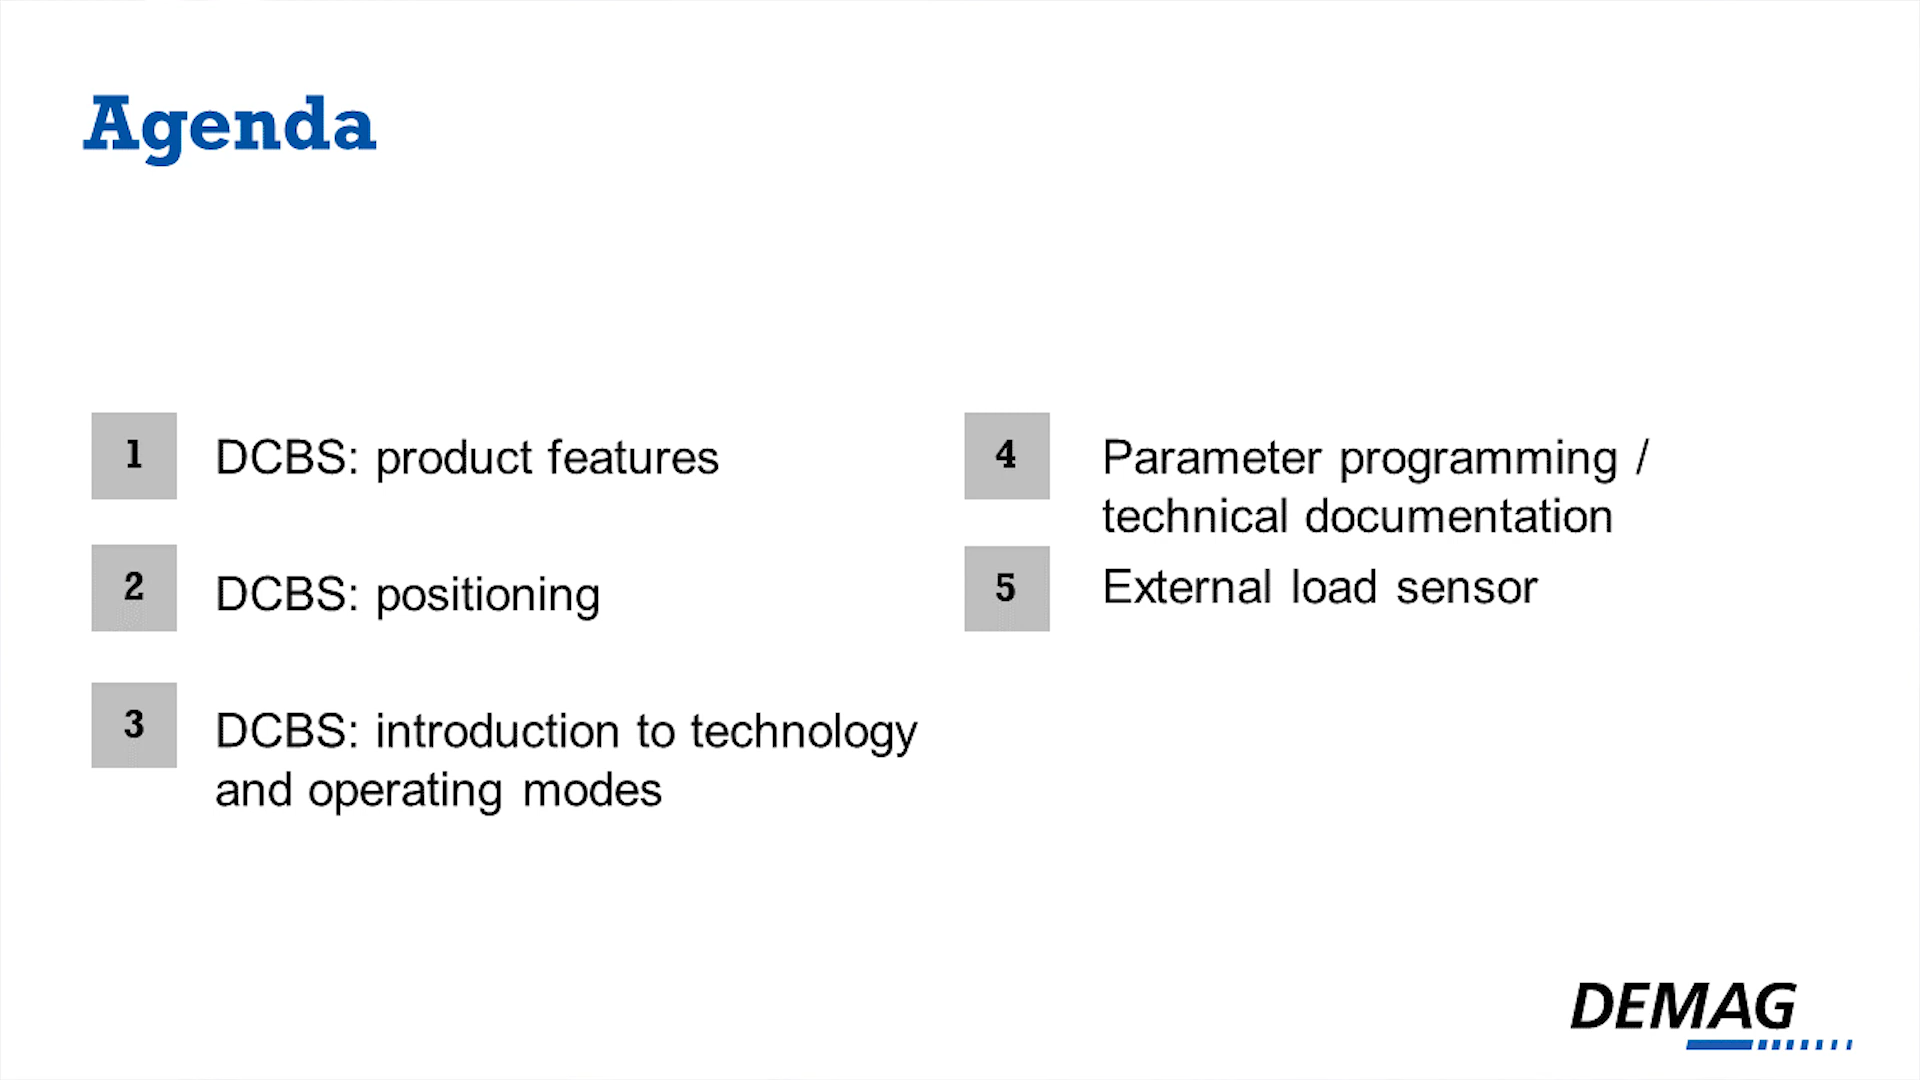 Agenda
1
DCBS: product features
2
DCBS: positioning
3
DCBS: introduction to technology
and operating modes
4
Parameter programming /
technical documentation
5
External load sensor
DEMAG